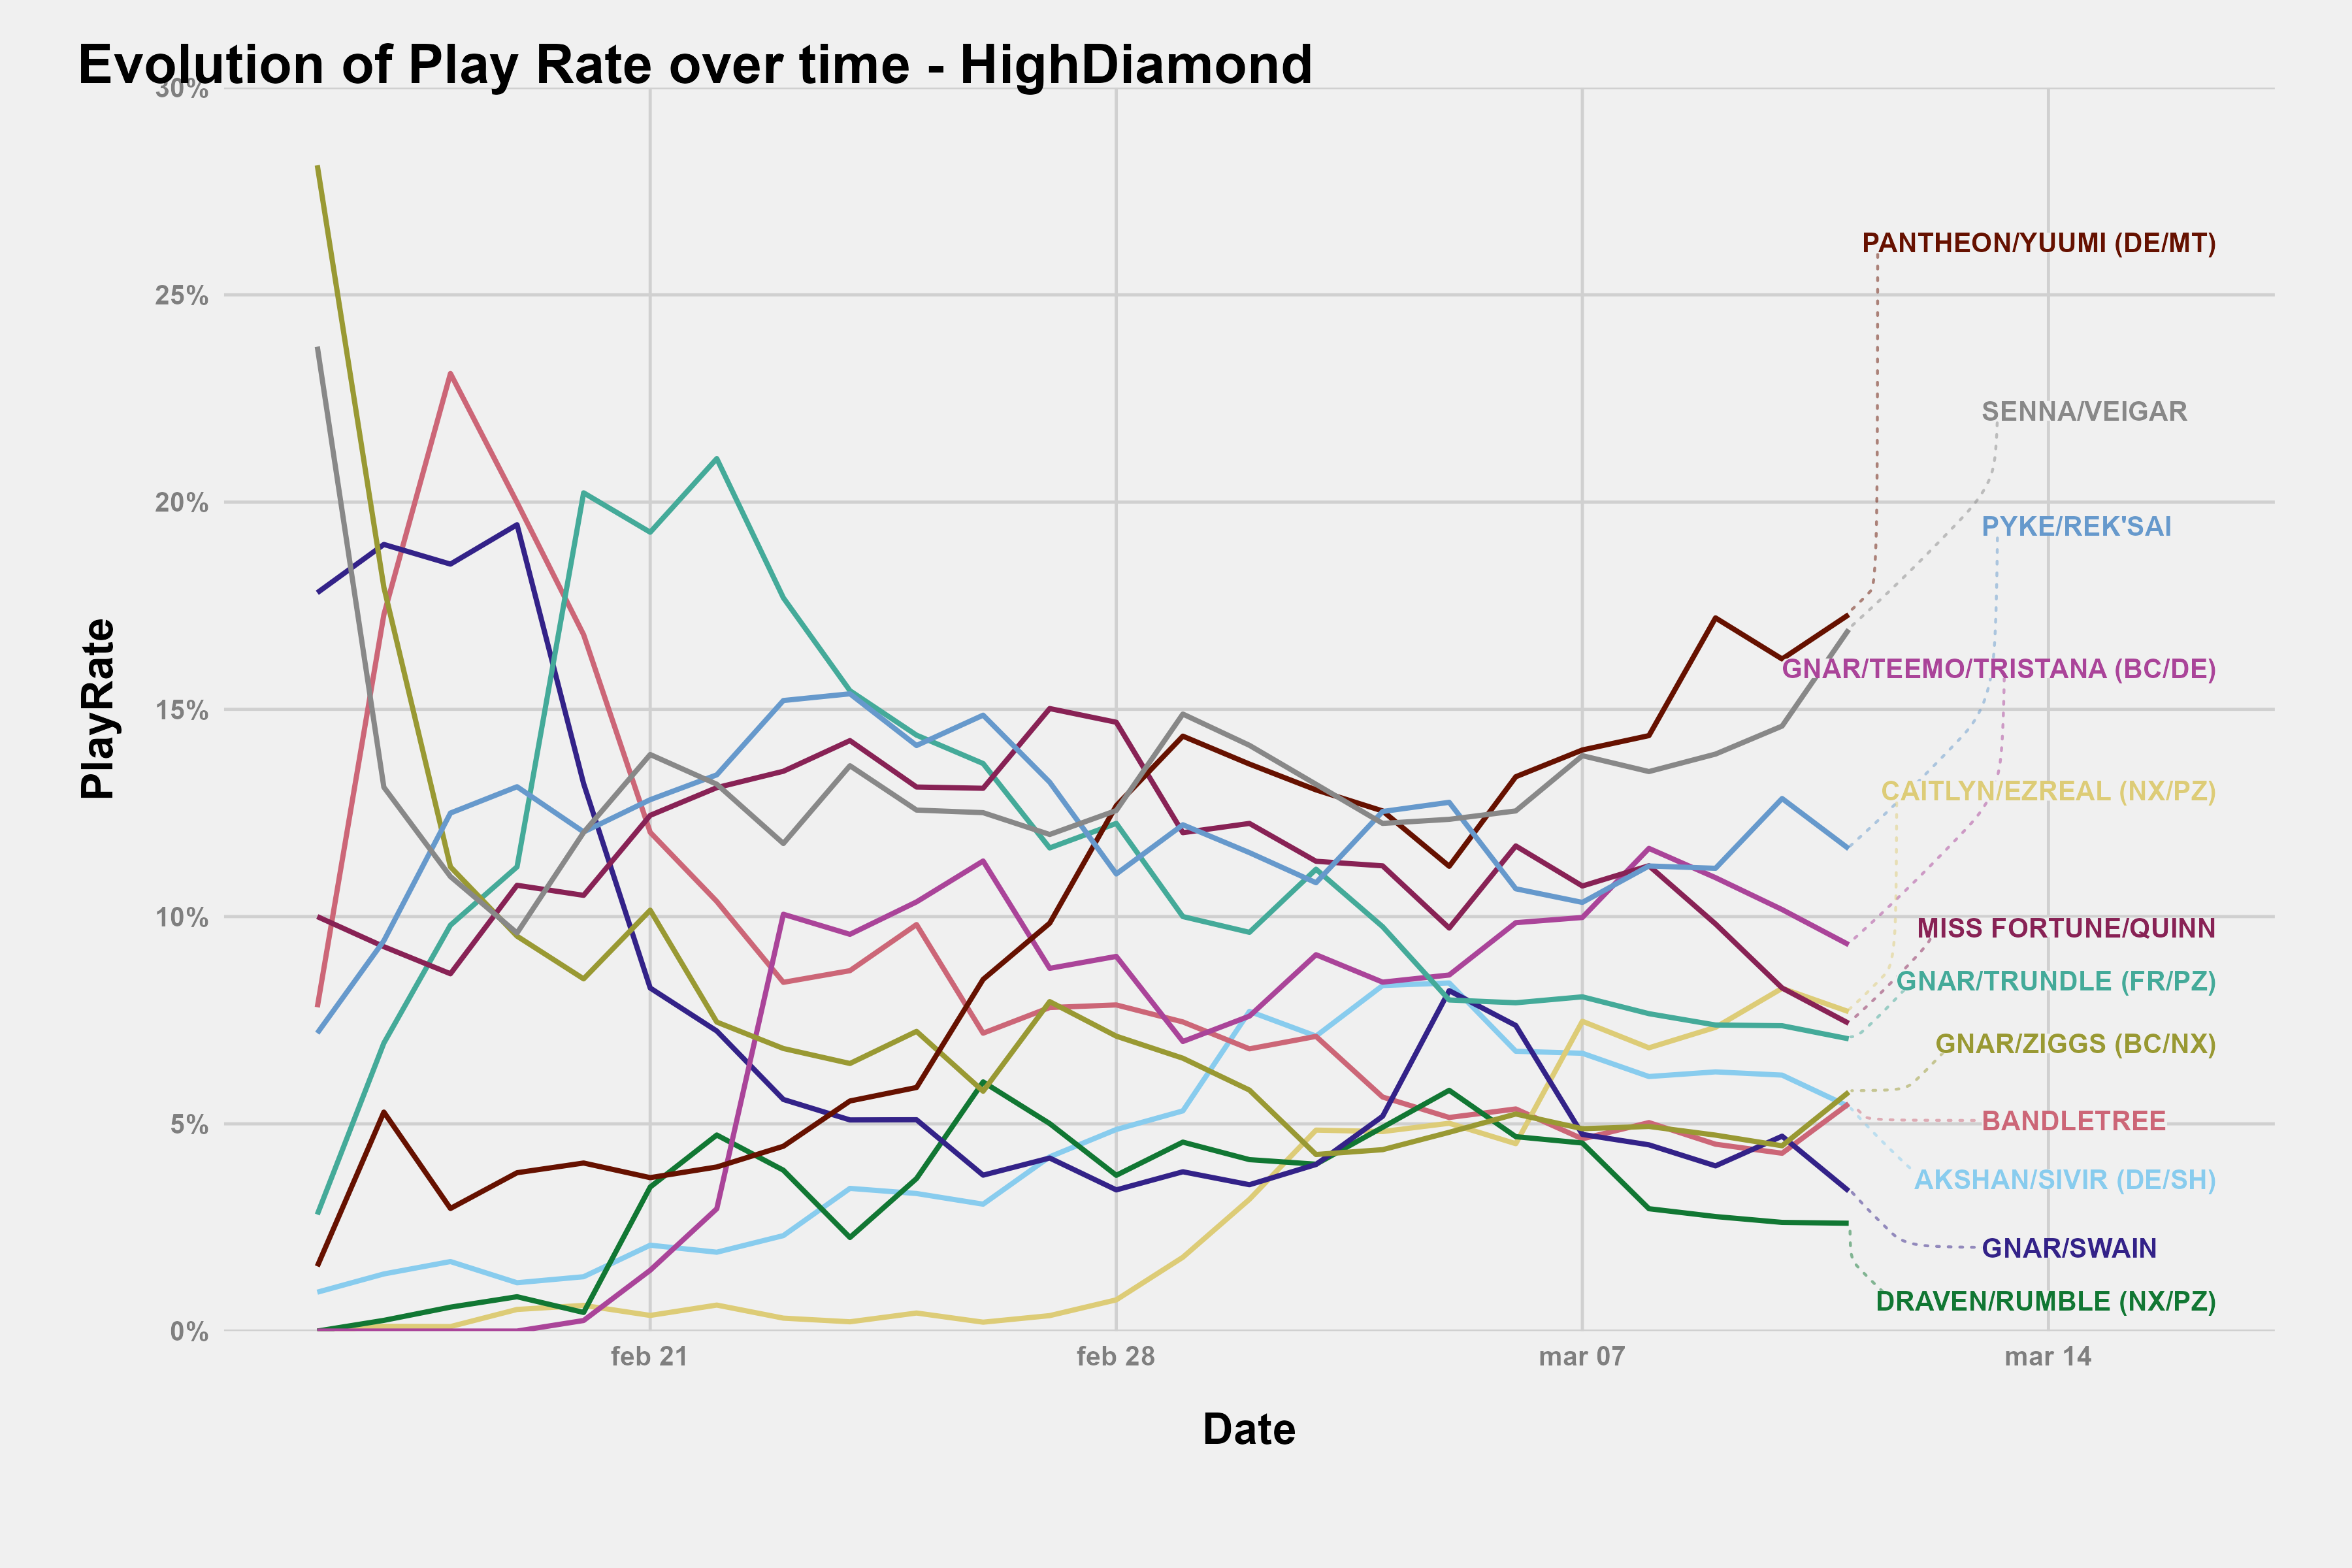 Evolution of Play Rate over time - HighDiamond
30%
25%
20%
15%
10%
5%
0%
PlayRate
PANTHEON/YUUMI (DE/MT)
SENNA/VEIGAR
PYKE/REK'SAI
GNAR/TEEMO/TRISTANA (BC/DE)
CAITLYN/EZREAL (NX/PZ)
MISS FORTUNE/QUINN
GNAR/TRUNDLE (FR/PZ)
GNAR/ZIGGS (BC/NX)
BANDLETREE
AKSHAN/SIVIR (DE/SH)
GNAR/SWAIN
DRAVEN/RUMBLE (NX/PZ)
feb 21
feb 28
mar 07
mar 14
Date